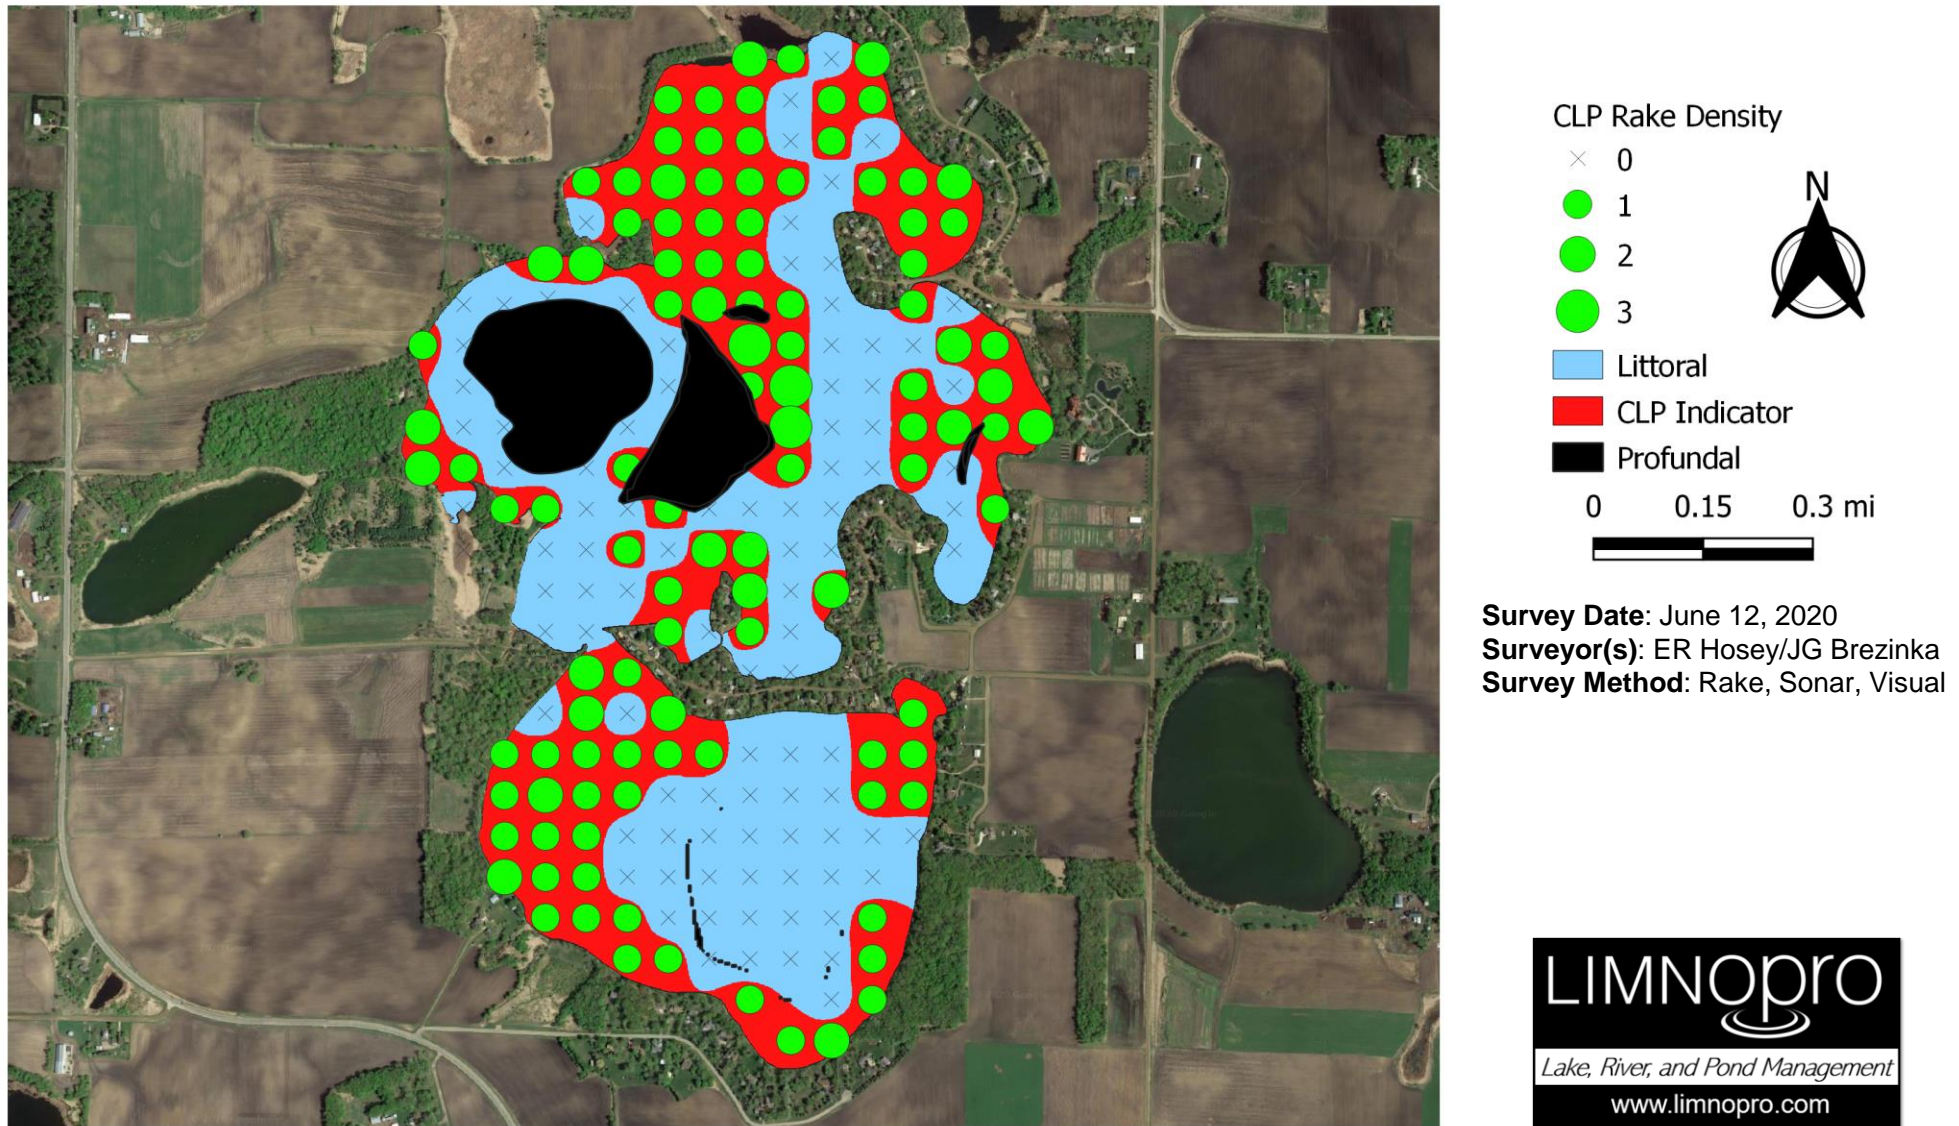 CLP Rake Density
0
1
2
3
Littoral
CLP Indicator
Profundal
N
0 0.15 0.3 mi
Survey Date: June 12, 2020
Surveyor(s): ER Hosey/JG Brezinka
Survey Method: Rake, Sonar, Visual
LIMNOpro
Lake, River, and Pond Management
www.limnopro.com